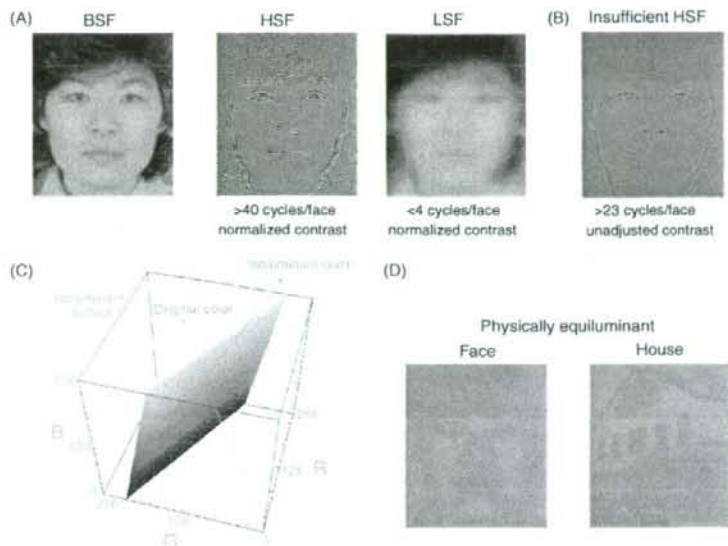 (A)
BSF
HSF
LSF
>40 cycles/face
normalized contrast
<4 cycles/face
normalized contrast
(B)
Insufficient HSF
>23 cycles/face
unadjusted contrast
(C)
Original color
B
R
G
(D)
Physically equiluminant
Face
House